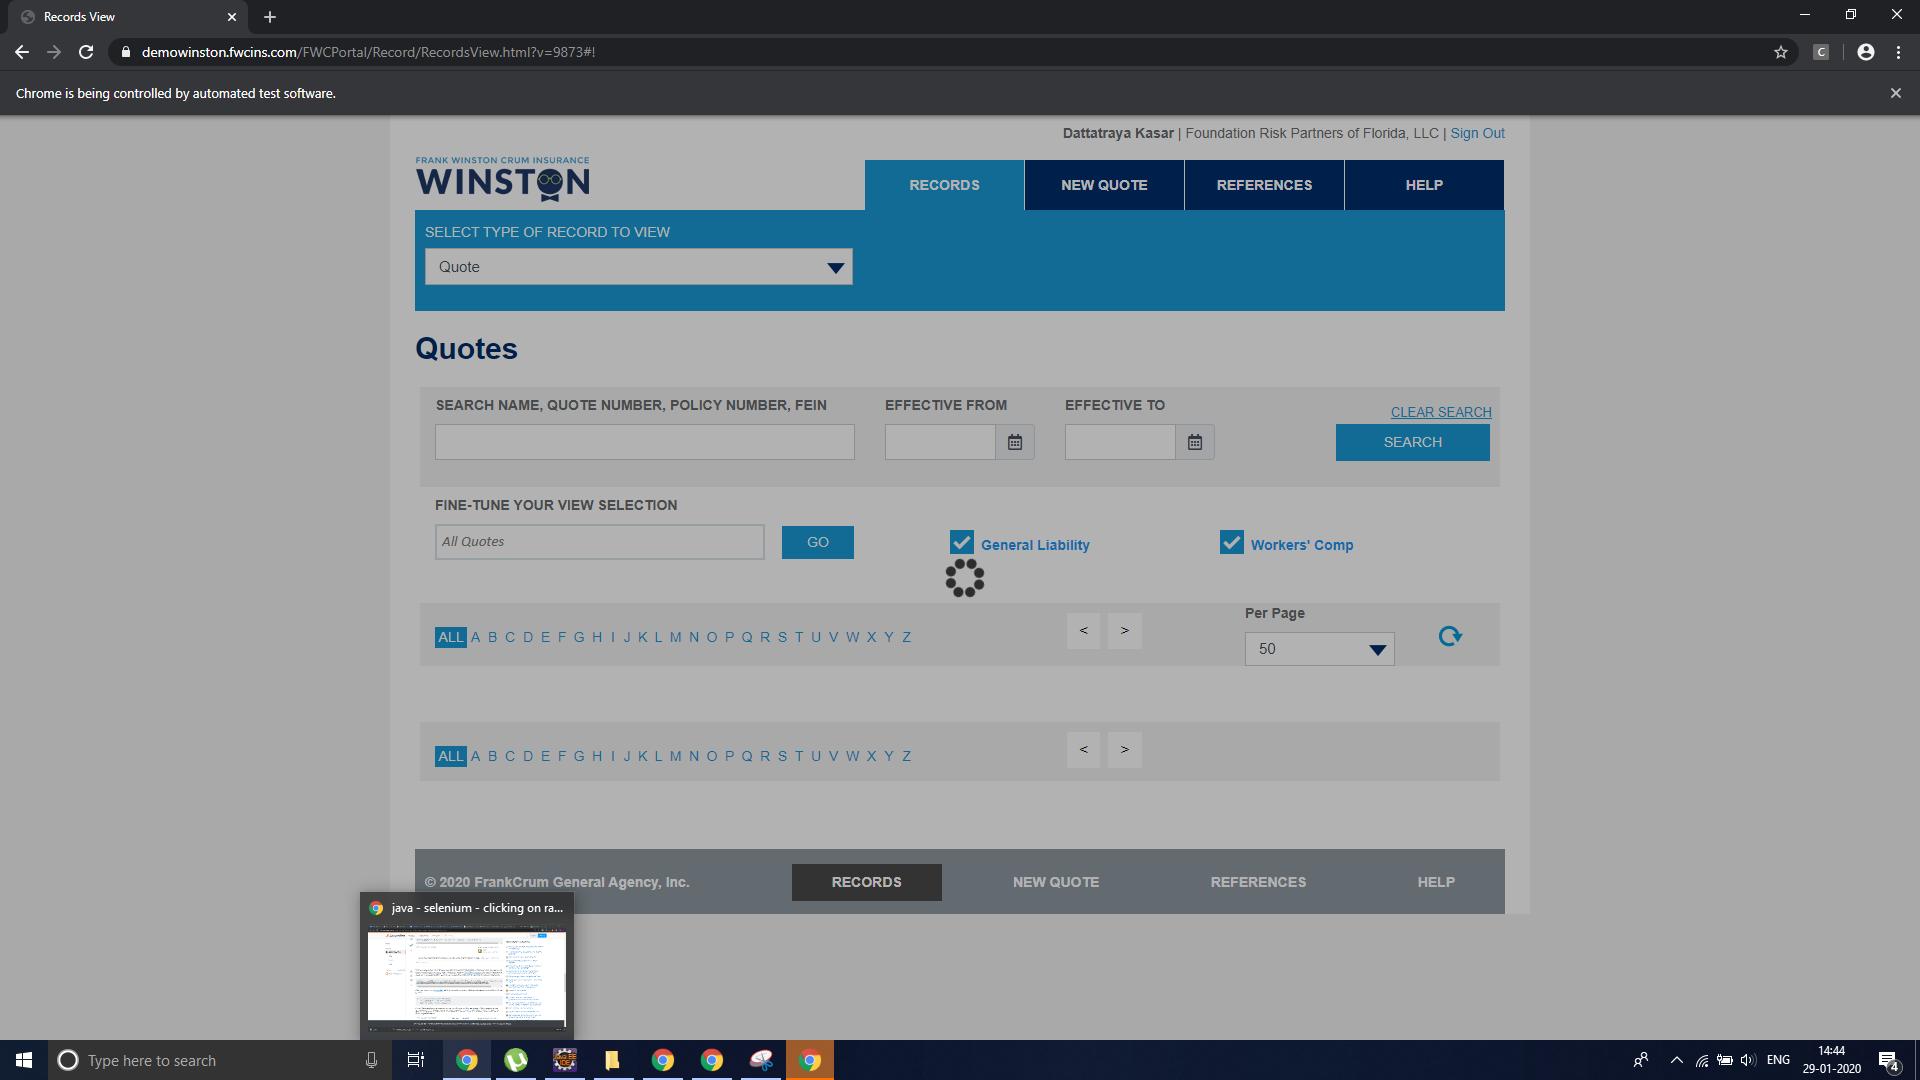 Records View
demowinston.fwcins.com/FWCPortal/Record/RecordsView.html?v=9873#!
C
Chrome is being controlled by automated test software.
Dattatraya Kasar | Foundation Risk Partners of Florida, LLC | Sign Out
FRANK WINSTON CRUM INSURANCE
WINSTON
RECORDS NEW QUOTE REFERENCES HELP
SELECT TYPE OF RECORD TO VIEW
Quote
Quotes
SEARCH NAME, QUOTE NUMBER, POLICY NUMBER, FEIN EFFECTIVE FROM EFFECTIVE TO
CLEAR SEARCH
SEARCH
FINE-TUNE YOUR VIEW SELECTION
All Quotes GO General Liability Workers' Comp
Per Page
ALL A B C D E F G H I J K L M N O P Q R S T U V W X Y Z < >
50
ALL A B C D E F G H I J K L M N O P Q R S T U V W X Y Z < >
© 2020 FrankCrum General Agency, Inc. RECORDS NEW QUOTE REFERENCES HELP
java - selenium - clicking on ra...
Type here to search
ENG
14:44
29-01-2020
4